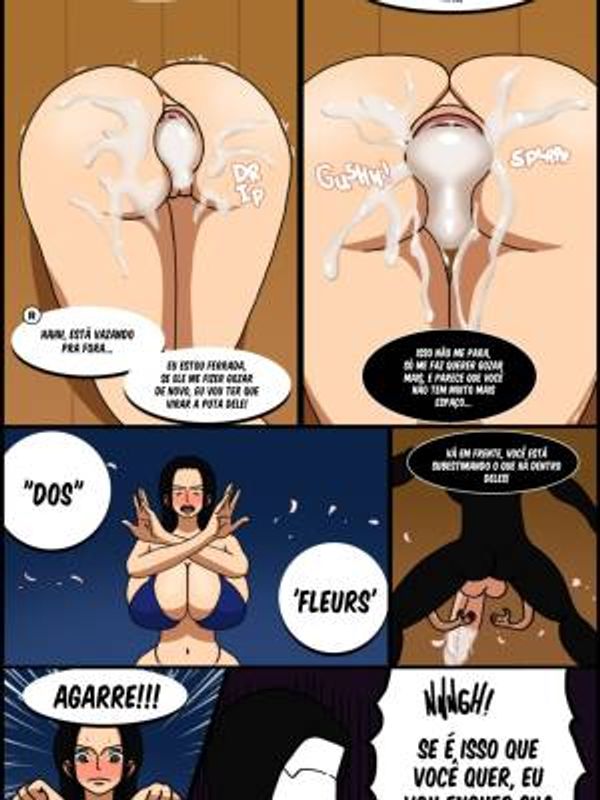 DR
IP
GUSHH!
R
AHHH, ESTÁ VAZANDO
PRA FORA...
EU ESTOU FERRADA,
SE ELE ME FIZER GOZAR
DE NOVO, EU VOU TER QUE
VIRAR A PUTA DELE!
ISSO NÃO ME PARA,
SÓ ME FAZ QUERER GOZAR
MAIS, E PARECE QUE VOCÊ
NÃO TEM MUITO MAIS
ESPAÇO...
"DOS"
'FLEURS'
VÁ EM FRENTE, VOCÊ ESTÁ
SUBESTIMANDO O QUE HÁ DENTRO
DELES!
AGARRE!!!
NNNGH!
SE É ISSO QUE
VOCÊ QUER, EU